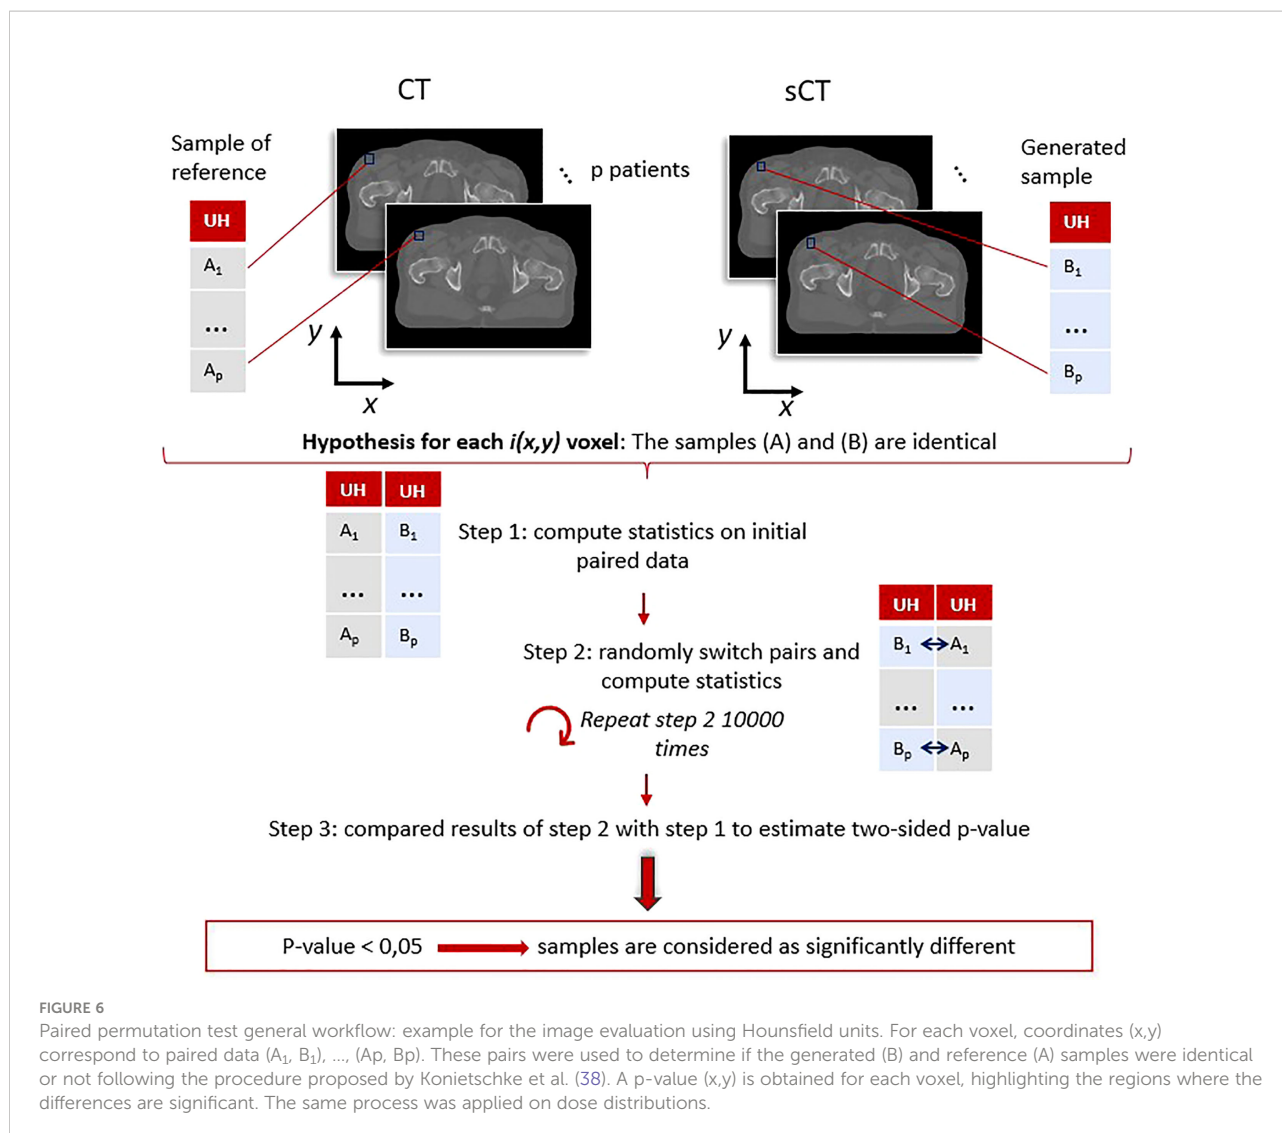 CT
sCT
Sample of
reference
p patients
Generated
sample
UH
A1
...
Ap
y
x
y
x
UH
B1
...
Bp
Hypothesis for each i(x,y) voxel: The samples (A) and (B) are identical
UH UH
A1 B1
... ...
Ap Bp
Step 1: compute statistics on initial
paired data
Step 2: randomly switch pairs and
compute statistics
Repeat step 2 10000
times
UH UH
B1 A1
... ...
Bp Ap
Step 3: compared results of step 2 with step 1 to estimate two-sided p-value
P-value < 0,05 samples are considered as significantly different
FIGURE 6
Paired permutation test general workflow: example for the image evaluation using Hounsfield units. For each voxel, coordinates (x,y)
correspond to paired data (A1, B1), ..., (Ap, Bp). These pairs were used to determine if the generated (B) and reference (A) samples were identical
or not following the procedure proposed by Konietschke et al. (38). A p-value (x,y) is obtained for each voxel, highlighting the regions where the
differences are significant. The same process was applied on dose distributions.